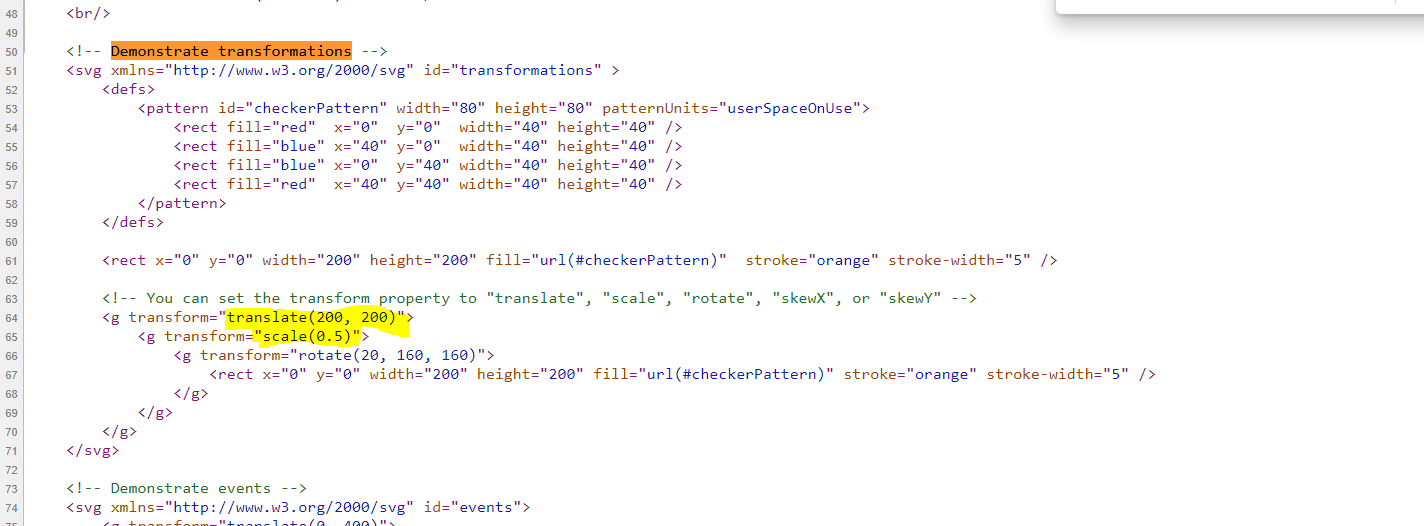 48 <br/>
49
50 <!-- Demonstrate transformations -->
51 <svg xmlns="http://www.w3.org/2000/svg" id="transformations" >
52 <defs>
53 <pattern id="checkerPattern" width="80" height="80" patternUnits="userSpaceOnUse">
54 <rect fill="red"  x="0"  y="0"  width="40" height="40" />
55 <rect fill="blue" x="40" y="0"  width="40" height="40" />
56 <rect fill="blue" x="0"  y="40" width="40" height="40" />
57 <rect fill="red"  x="40" y="40" width="40" height="40" />
58 </pattern>
59 </defs>
60
61 <rect x="0" y="0" width="200" height="200" fill="url(#checkerPattern)"  stroke="orange" stroke-width="5" />
62
63 <!-- You can set the transform property to "translate", "scale", "rotate", "skewX", or "skewY" -->
64 <g transform="translate(200, 200)">
65 <g transform="scale(0.5)">
66 <g transform="rotate(20, 160, 160)">
67 <rect x="0" y="0" width="200" height="200" fill="url(#checkerPattern)" stroke="orange" stroke-width="5" />
68 </g>
69 </g>
70 </g>
71 </svg>
72
73 <!-- Demonstrate events -->
74 <svg xmlns="http://www.w3.org/2000/svg" id="events">
75 <g transform="translate(0, 400)">